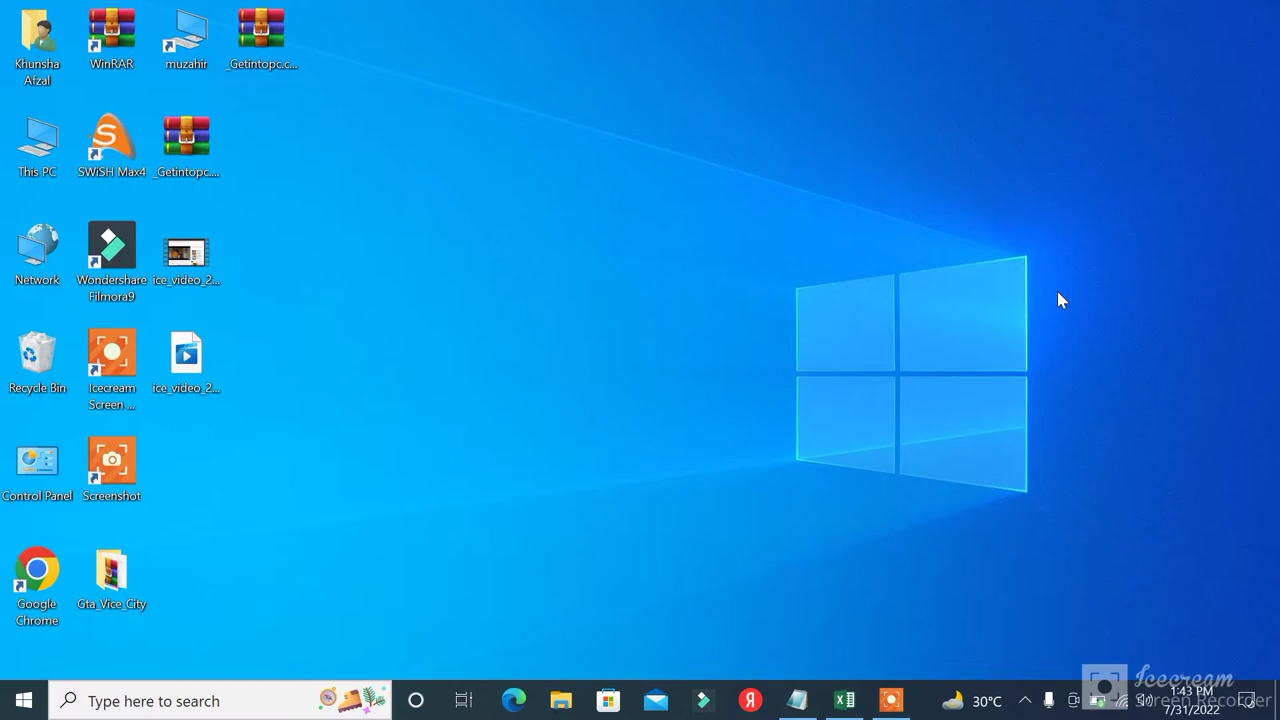 Khunsha
Afzal
WinRAR
muzahir
_Getintopc.c...
This PC
SWiSH Max4
_Getintopc....
Network
Wondershare
Filmora9
ice_video_2...
Recycle Bin
Icecream
Screen ...
ice_video_2...
Control Panel
Screenshot
Google
Chrome
Gta_Vice_City
Type here to search
30°C
1:43 PM
7/31/2022
Icecream
Screen Recorder